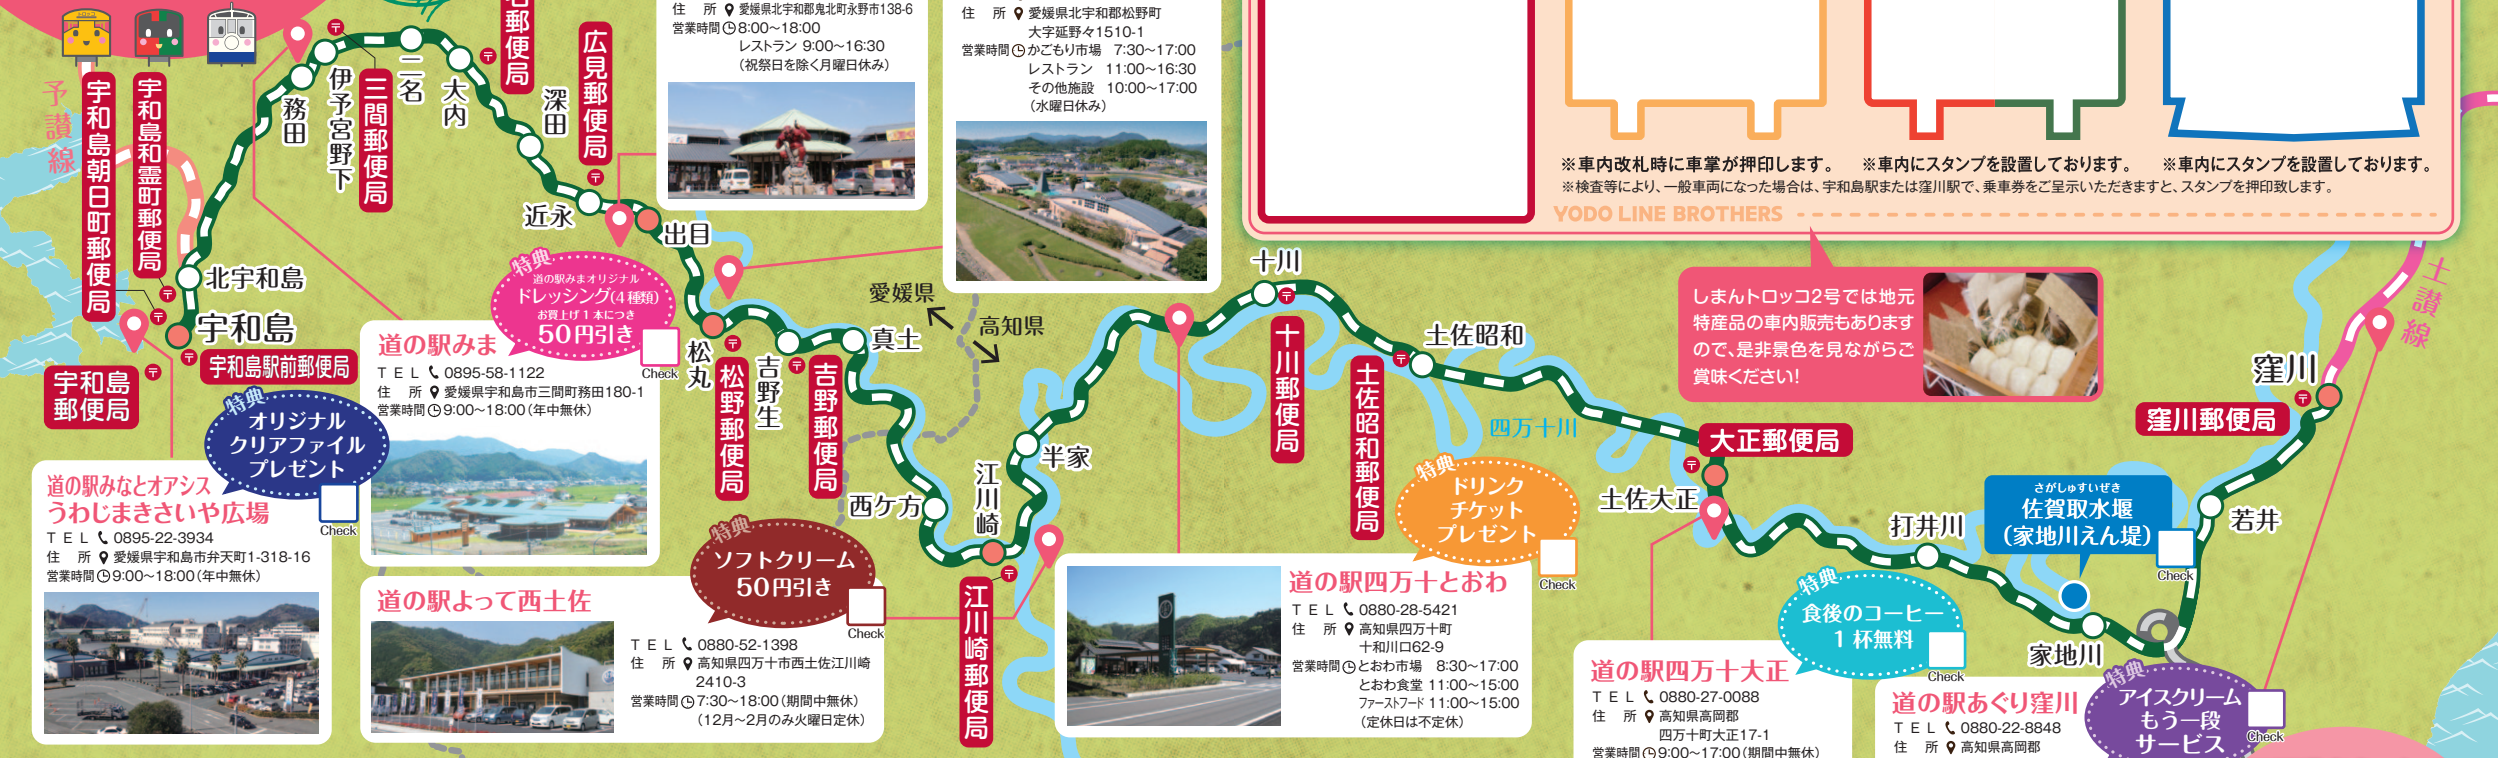 住 所 愛媛県北宇和郡鬼北町永野市138-6
営業時間 8:00〜18:00
レストラン 9:00〜16:30
（祝祭日を除く月曜日休み）
住 所 愛媛県北宇和郡松野町
大字延野々1510-1
営業時間 かごもり市場 7:30〜17:00
レストラン 11:00〜16:30
その他施設 10:00〜17:00
（水曜日休み）
※車内改札時に車掌が押印します。
※車内にスタンプを設置しております。
※車内にスタンプを設置しております。
※検査等により、一般車両になった場合は、宇和島駅または窪川駅で、乗車券をご呈示いただきますと、スタンプを押印致します。
YODO LINE BROTHERS
しまんトロッコ2号では地元
特産品の車内販売もあります
ので、是非景色を見ながらご
賞味ください！
予讃線
土讃線
宇和島朝日町郵便局
宇和島和霊町郵便局
宇和島駅前郵便局
宇和島
郵便局
宇和島
北宇和島
務田
伊予宮野下
三間郵便局
二名
大内
名郵便局
深田
広見郵便局
近永
出目
松丸
松野郵便局
吉野生
吉野郵便局
真土
愛媛県
高知県
西ケ方
江川崎
江川崎郵便局
半家
十川
十川郵便局
土佐昭和
土佐昭和郵便局
四万十川
大正郵便局
土佐大正
打井川
さがしゅすいぜき
佐賀取水堰
（家地川えん堤）
Check
家地川
若井
窪川
窪川郵便局
特典
道の駅みまオリジナル
ドレッシング（4種類）
お買上げ1本につき
50円引き
Check
道の駅みま
TEL 0895-58-1122
住 所 愛媛県宇和島市三間町務田180-1
営業時間 9:00〜18:00（年中無休）
特典
オリジナル
クリアファイル
プレゼント
Check
道の駅みなとオアシス
うわじまきさいや広場
TEL 0895-22-3934
住 所 愛媛県宇和島市弁天町1-318-16
営業時間 9:00〜18:00（年中無休）
特典
ソフトクリーム
50円引き
Check
道の駅よって西土佐
TEL 0880-52-1398
住 所 高知県四万十市西土佐江川崎
2410-3
営業時間 7:30〜18:00（期間中無休）
（12月〜2月のみ火曜日定休）
特典
ドリンク
チケット
プレゼント
Check
道の駅四万十とおわ
TEL 0880-28-5421
住 所 高知県四万十町
十和川口62-9
営業時間 とおわ市場 8:30〜17:00
とおわ食堂 11:00〜15:00
ファーストフード 11:00〜15:00
（定休日は不定休）
特典
食後のコーヒー
1杯無料
Check
道の駅四万十大正
TEL 0880-27-0088
住 所 高知県高岡郡
四万十町大正17-1
営業時間 9:00〜17:00（期間中無休）
特典
アイスクリーム
もう一段
サービス
Check
道の駅あぐり窪川
TEL 0880-22-8848
住 所 高知県高岡郡